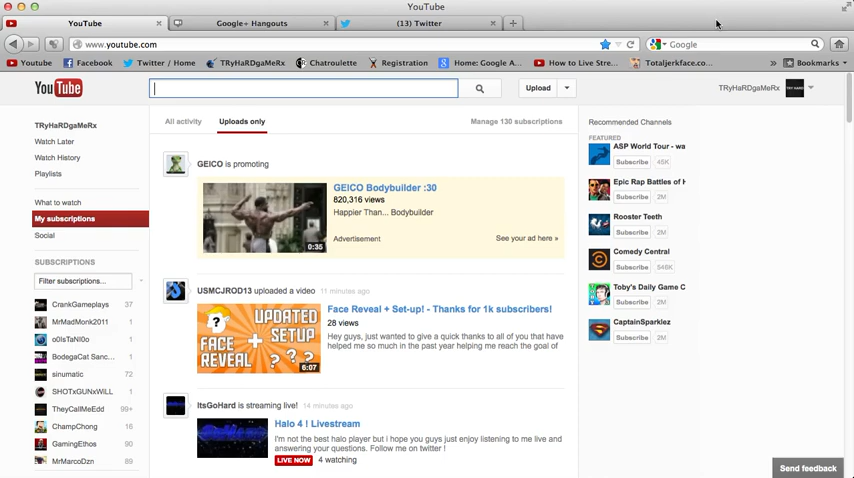 YouTube
YouTube
Google+ Hangouts
(13) Twitter
www.youtube.com
Google
Youtube
Facebook
Twitter / Home
TRyHaRDgaMeRx
Chatroulette
Registration
Home: Google A...
How to Live Stre...
Totaljerkface.co...
»
Bookmarks
YouTube
Upload
TRyHaRDgaMeRx
TRY HARD
TRyHaRDgaMeRx
Watch Later
Watch History
Playlists
What to watch
My subscriptions
Social
SUBSCRIPTIONS
Filter subscriptions...
CrankGameplays 37
MrMadMonk2011 1
o0IsTaNI0o
BodegaCat Sanc... 1
sinumatic 72
SHOTxGUNxWiLL
TheyCallMeEdd 99+
ChampChong 16
GamingEthos 90
MrMarcoDzn 91
All activity
Uploads only
Manage 130 subscriptions
GEICO is promoting
0:35
GEICO Bodybuilder :30
820,316 views
Happier Than... Bodybuilder
Advertisement
See your ad here »
USMCJROD13 uploaded a video 11 minutes ago
FACE REVEAL + UPDATED SETUP ? ? ?
6:07
Face Reveal + Set-up! - Thanks for 1k subscribers!
28 views
Hey guys, just wanted to give a quick thanks to all of you that have
helped me so much in the past year helping me reach the goal of
ItsGoHard is streaming live! 14 minutes ago
Halo 4 ! Livestream
I'm not the best halo player but i hope you guys just enjoy listening to me live and
answering your questions. Follow me on twitter !
LIVE NOW 4 watching
Recommended Channels
FEATURED
ASP World Tour - wa
Subscribe 45K
Epic Rap Battles of H
Subscribe 2M
Rooster Teeth
Subscribe 2M
Comedy Central
Subscribe 548K
Toby's Daily Game C
Subscribe 2M
CaptainSparklez
Subscribe 2M
Send feedback